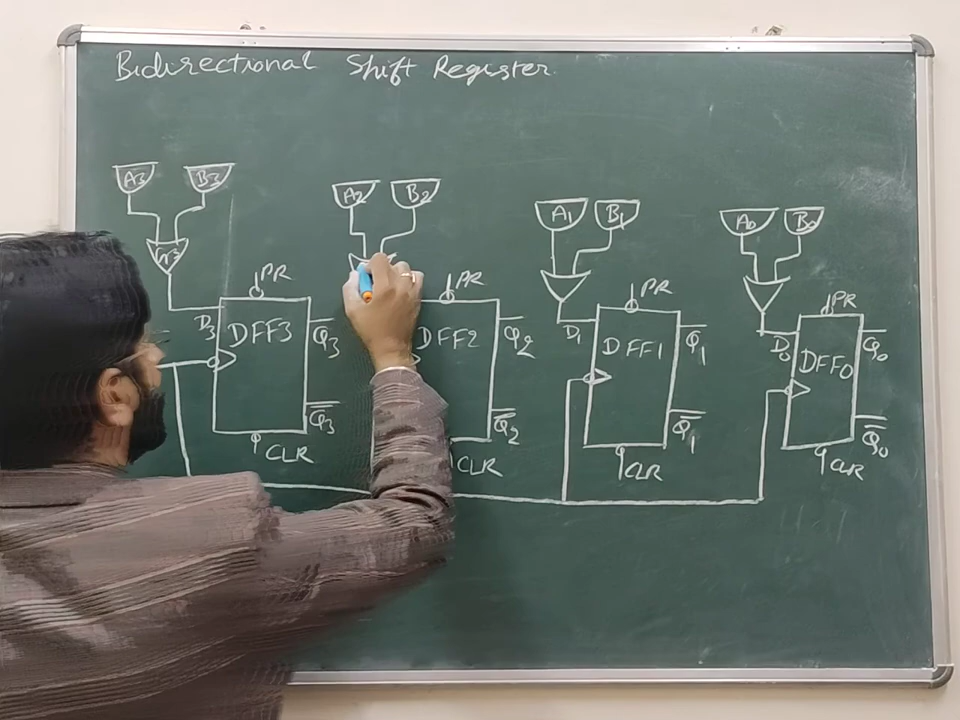 Bidirectional Shift Register
A3 B3 A2 B2 A1 B1 A0 B0
G3
PR PR PR PR
D3 DFF3 Q3 DFF2 Q2 D1 DFF1 Q1 D0 DFF0 Q0
Q̅3 Q̅2 Q̅1 Q̅0
CLR CLR CLR CLR